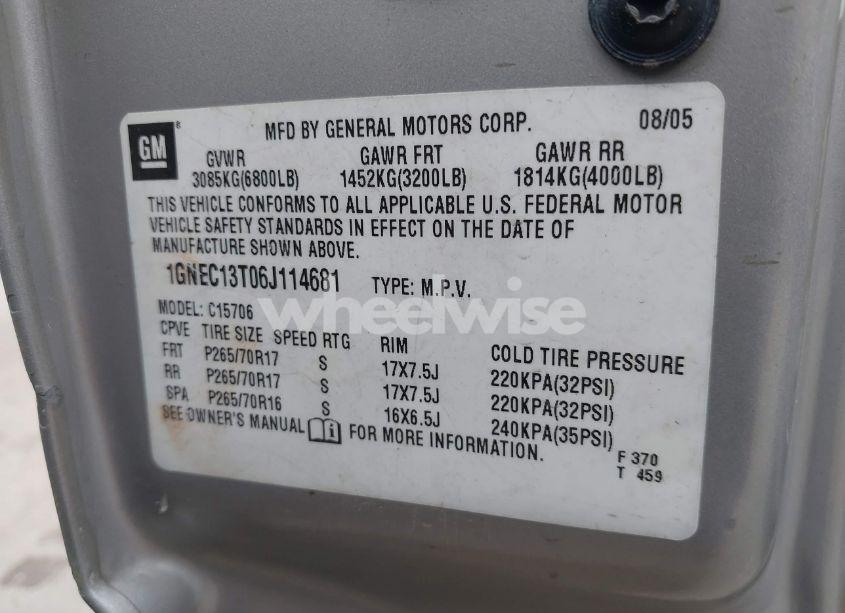 GM
MFD BY GENERAL MOTORS CORP. 08/05
GVWR GAWR FRT GAWR RR
3085KG(6800LB) 1452KG(3200LB) 1814KG(4000LB)
THIS VEHICLE CONFORMS TO ALL APPLICABLE U.S. FEDERAL MOTOR
VEHICLE SAFETY STANDARDS IN EFFECT ON THE DATE OF
MANUFACTURE SHOWN ABOVE.
1GNEC13T06J114681 TYPE: M.P.V.
wheelwise
MODEL: C15706
CPVE TIRE SIZE SPEED RTG RIM COLD TIRE PRESSURE
FRT P265/70R17 S 17X7.5J 220KPA(32PSI)
RR P265/70R17 S 17X7.5J 220KPA(32PSI)
SPA P265/70R16 S 16X6.5J 240KPA(35PSI)
SEE OWNER'S MANUAL FOR MORE INFORMATION.
F 370
T 459